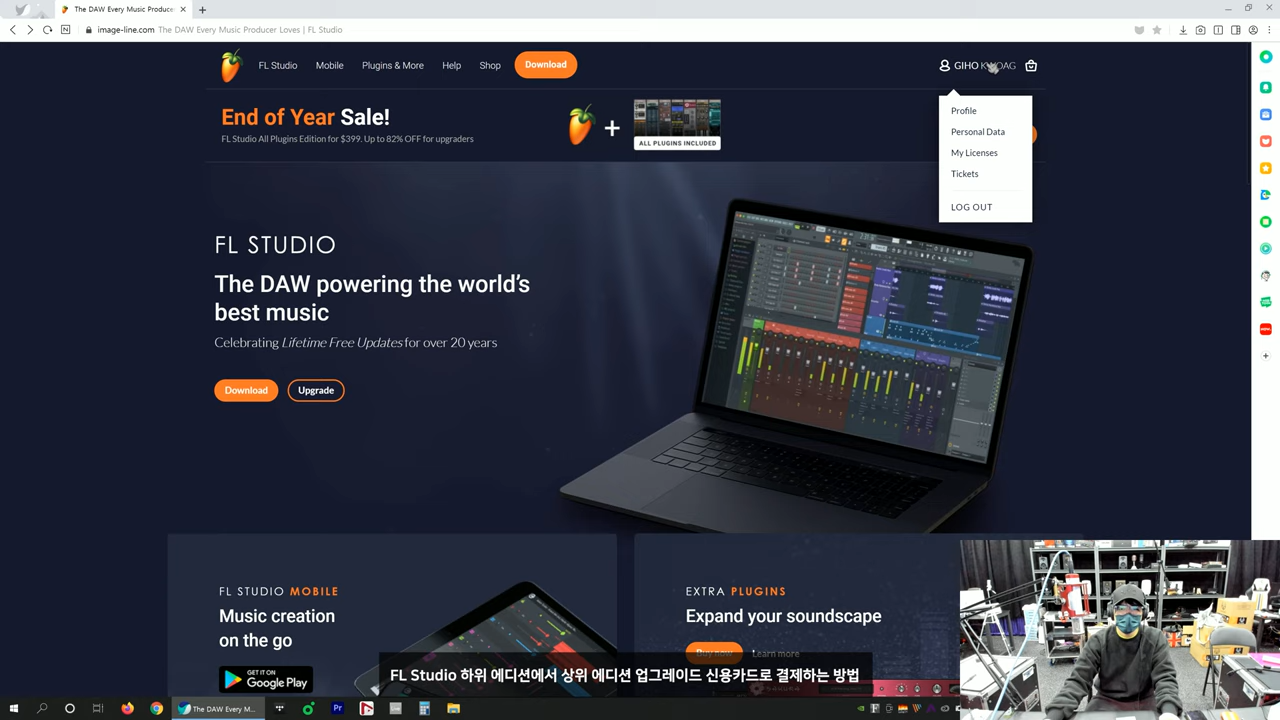 The DAW Every Music Producer
image-line.com The DAW Every Music Producer Loves | FL Studio
FL Studio
Mobile
Plugins & More
Help
Shop
Download
GIHO
End of Year Sale!
FL Studio All Plugins Edition for $399. Up to 82% OFF for upgraders
+
ALL PLUGINS INCLUDED
Profile
Personal Data
My Licenses
Tickets
LOG OUT
FL STUDIO
The DAW powering the world's
best music
Celebrating Lifetime Free Updates for over 20 years
Download
Upgrade
FL STUDIO MOBILE
Music creation
on the go
GET IT ON
Google Play
EXTRA PLUGINS
Expand your soundscape
Buy now
Learn more
FL Studio 하위 에디션에서 상위 에디션 업그레이드 신용카드로 결제하는 방법
The DAW Every M...
Pr